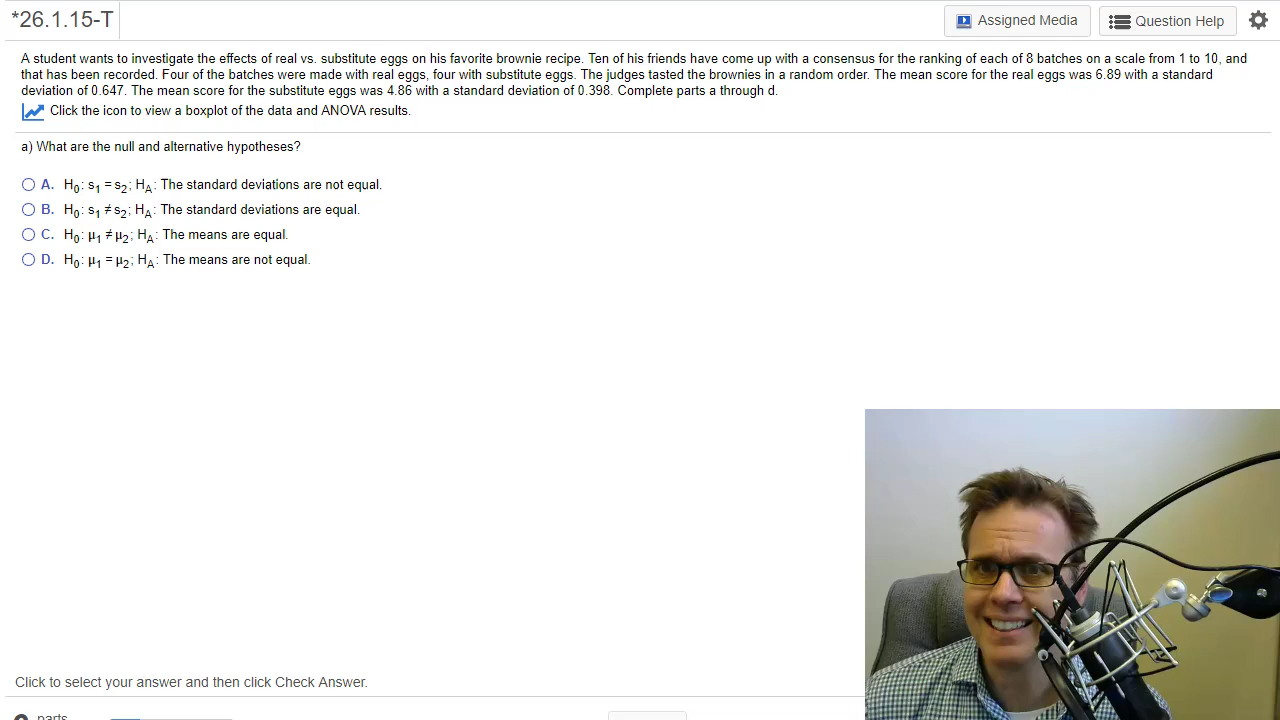 *26.1.15-T
Assigned Media
Question Help
A student wants to investigate the effects of real vs. substitute eggs on his favorite brownie recipe. Ten of his friends have come up with a consensus for the ranking of each of 8 batches on a scale from 1 to 10, and
that has been recorded. Four of the batches were made with real eggs, four with substitute eggs. The judges tasted the brownies in a random order. The mean score for the real eggs was 6.89 with a standard
deviation of 0.647. The mean score for the substitute eggs was 4.86 with a standard deviation of 0.398. Complete parts a through d.
Click the icon to view a boxplot of the data and ANOVA results.
a) What are the null and alternative hypotheses?
A. H₀: s₁ = s₂; H_A: The standard deviations are not equal.
B. H₀: s₁ ≠ s₂; H_A: The standard deviations are equal.
C. H₀: μ₁ ≠ μ₂; H_A: The means are equal.
D. H₀: μ₁ = μ₂; H_A: The means are not equal.
Click to select your answer and then click Check Answer.
parts